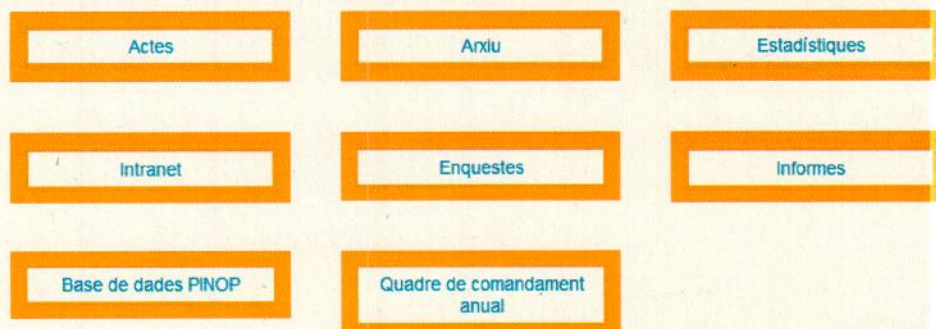 Actes
Arxiu
Estadístiques
Intranet
Enquestes
Informes
Base de dades PINOP
Quadre de comandament
anual